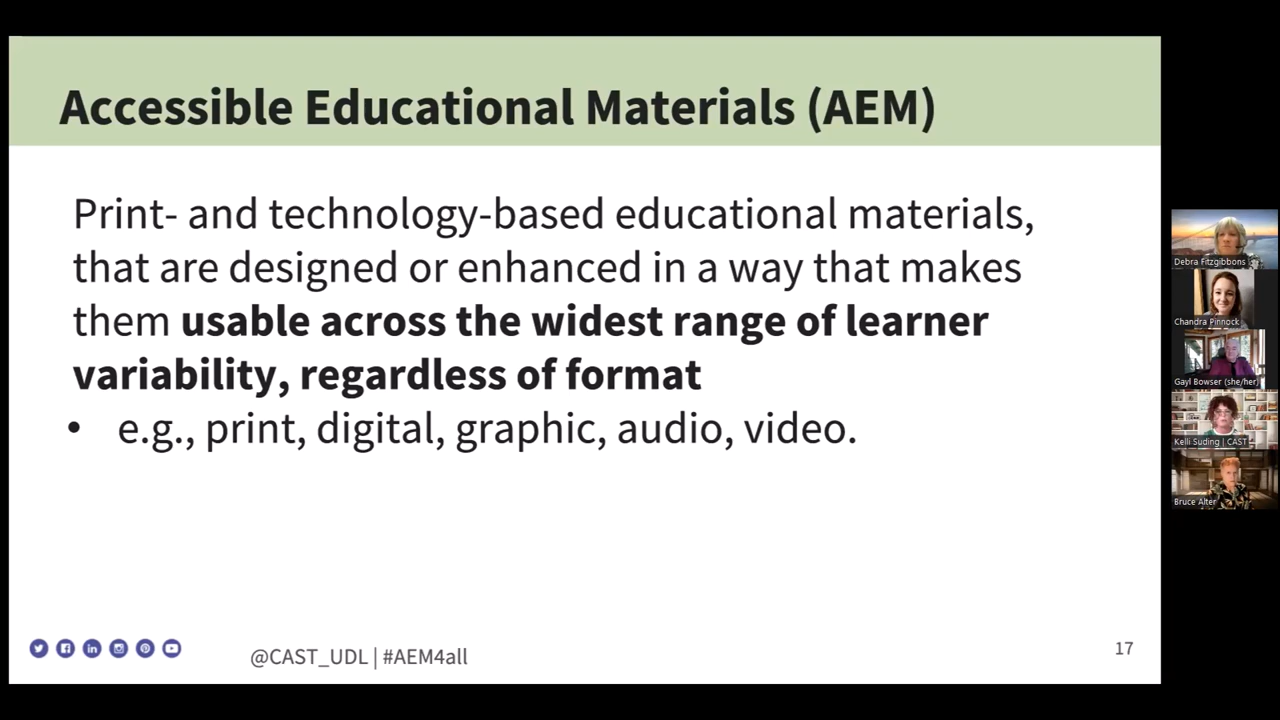 Accessible Educational Materials (AEM)
Print- and technology-based educational materials,
that are designed or enhanced in a way that makes
them usable across the widest range of learner
variability, regardless of format
• e.g., print, digital, graphic, audio, video.
@CAST_UDL | #AEM4all
17
Debra Fitzgibbons
Chandra Pinnock
Gayl Bowser (she/her)
Kelli Suding | CAST
Bruce Alter